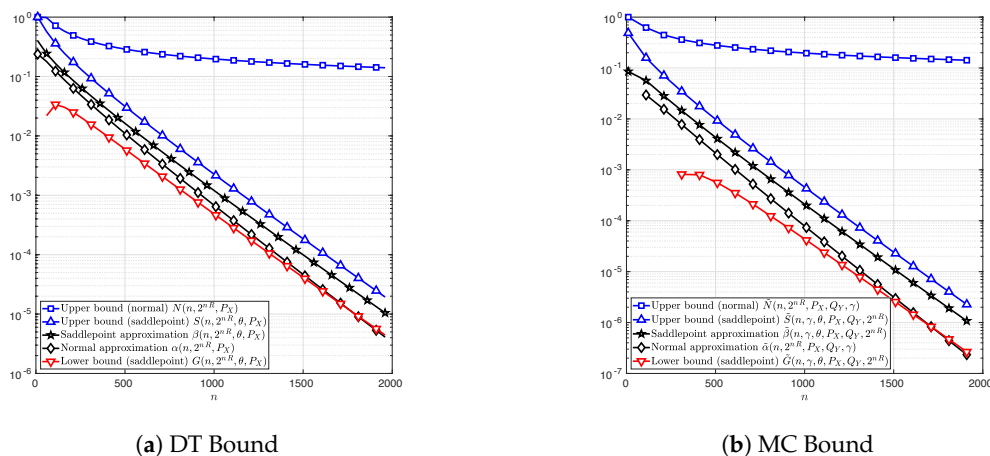 10^0
10^-1
10^-2
10^-3
10^-4
10^-5
10^-6
0 500 1000 1500 2000
n
Upper bound (normal) N(n, 2^{nR}, P_X)
Upper bound (saddlepoint) S(n, 2^{nR}, θ, P_X)
Saddlepoint approximation β(n, 2^{nR}, θ, P_X)
Normal approximation α(n, 2^{nR}, P_X)
Lower bound (saddlepoint) G(n, 2^{nR}, θ, P_X)
(a) DT Bound
10^0
10^-1
10^-2
10^-3
10^-4
10^-5
10^-6
10^-7
0 500 1000 1500 2000
n
Upper bound (normal) Ñ(n, 2^{nR}, P_X, Q_Y, γ)
Upper bound (saddlepoint) S̃(n, γ, θ, P_X, Q_Y, 2^{nR})
Saddlepoint approximation β̃(n, γ, θ, P_X, Q_Y, 2^{nR})
Normal approximation α̃(n, 2^{nR}, P_X, Q_Y, γ)
Lower bound (saddlepoint) G̃(n, γ, θ, P_X, Q_Y, 2^{nR})
(b) MC Bound